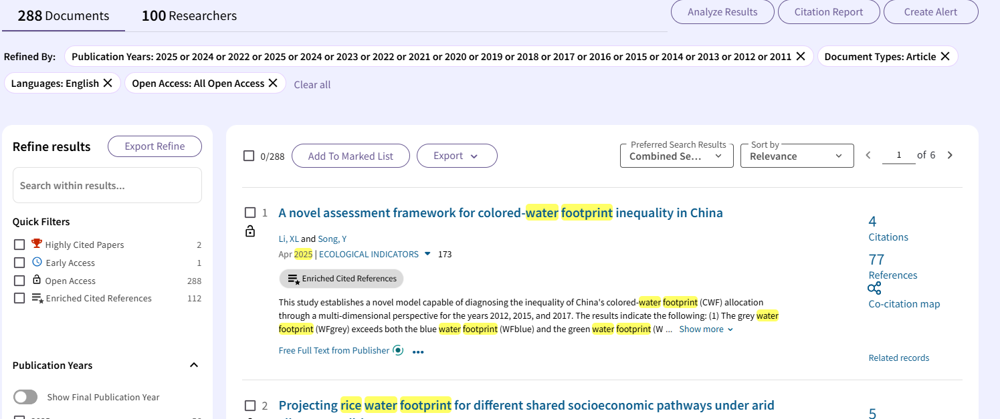 288 Documents 100 Researchers Analyze Results Citation Report Create Alert
Refined By: Publication Years: 2025 or 2024 or 2022 or 2025 or 2024 or 2023 or 2022 or 2021 or 2020 or 2019 or 2018 or 2017 or 2016 or 2015 or 2014 or 2013 or 2012 or 2011 Document Types: Article
Languages: English Open Access: All Open Access Clear all
Refine results Export Refine
Search within results...
Quick Filters
Highly Cited Papers 2
Early Access 1
Open Access 288
Enriched Cited References 112
Publication Years
Show Final Publication Year
0/288 Add To Marked List Export Preferred Search Results Combined Se... Sort by Relevance 1 of 6
1 A novel assessment framework for colored-water footprint inequality in China
Li, XL and Song, Y
Apr 2025 | ECOLOGICAL INDICATORS 173
Enriched Cited References
This study establishes a novel model capable of diagnosing the inequality of China's colored-water footprint (CWF) allocation
through a multi-dimensional perspective for the years 2012, 2015, and 2017. The results indicate the following: (1) The grey water
footprint (WFgrey) exceeds both the blue water footprint (WFblue) and the green water footprint (W ... Show more
Free Full Text from Publisher
4
Citations
77
References
Co-citation map
Related records
2 Projecting rice water footprint for different shared socioeconomic pathways under arid
5